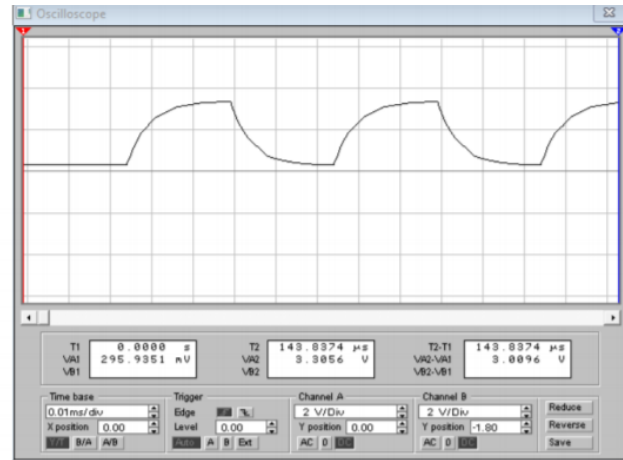 Oscilloscope
1 2
T1 0.0000 s
VA1 295.9351 mV
VB1
T2 143.8374 µs
VA2 3.3056 V
VB2
T2-T1 143.8374 µs
VA2-VA1 3.0096 V
VB2-VB1
Time base
0.01ms/div
X position 0.00
Y/T B/A A/B
Trigger
Edge
Level 0.00
Auto A B Ext
Channel A
2 V/Div
Y position 0.00
AC 0 DC
Channel B
2 V/Div
Y position -1.80
AC 0 DC
Reduce
Reverse
Save